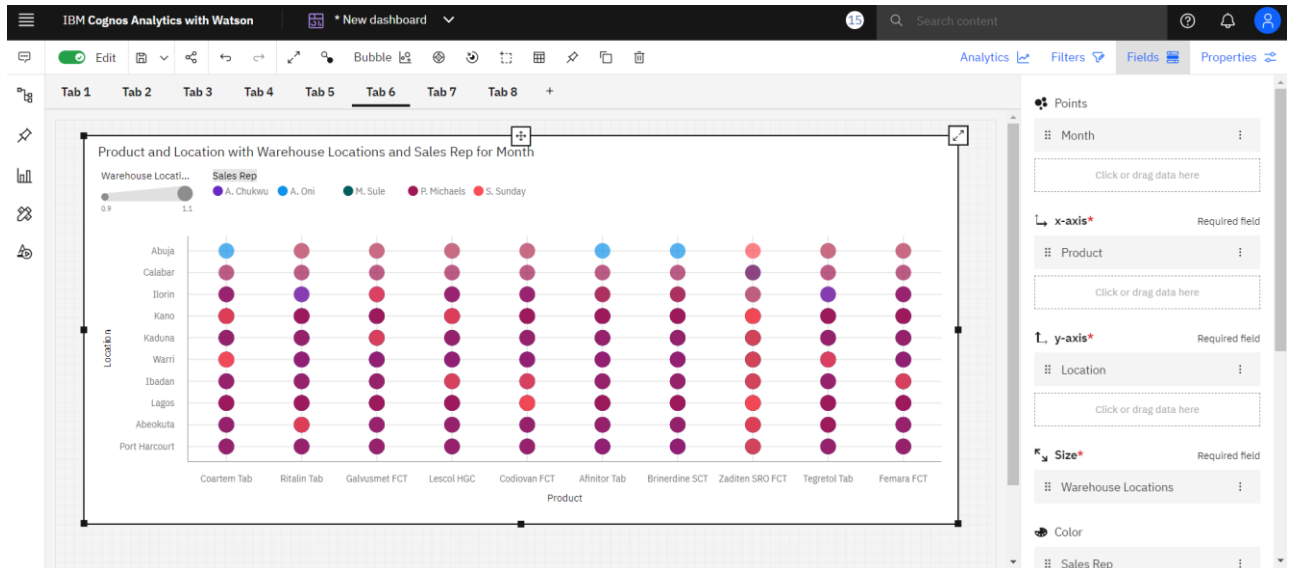 IBM Cognos Analytics with Watson
* New dashboard
15
Search content
Edit
Bubble
Analytics
Filters
Fields
Properties
Tab 1
Tab 2
Tab 3
Tab 4
Tab 5
Tab 6
Tab 7
Tab 8
+
Product and Location with Warehouse Locations and Sales Rep for Month
Warehouse Locati...
0.9
1.1
Sales Rep
A. Chukwu
A. Oni
M. Sule
P. Michaels
S. Sunday
Location
Abuja
Calabar
Ilorin
Kano
Kaduna
Warri
Ibadan
Lagos
Abeokuta
Port Harcourt
Coartem Tab
Ritalin Tab
Galvusmet FCT
Lescol HGC
Codiovan FCT
Afinitor Tab
Brinerdine SCT
Zaditen SRO FCT
Tegretol Tab
Femara FCT
Product
Points
Month
Click or drag data here
x-axis*
Required field
Product
Click or drag data here
y-axis*
Required field
Location
Click or drag data here
Size*
Required field
Warehouse Locations
Color
Sales Rep